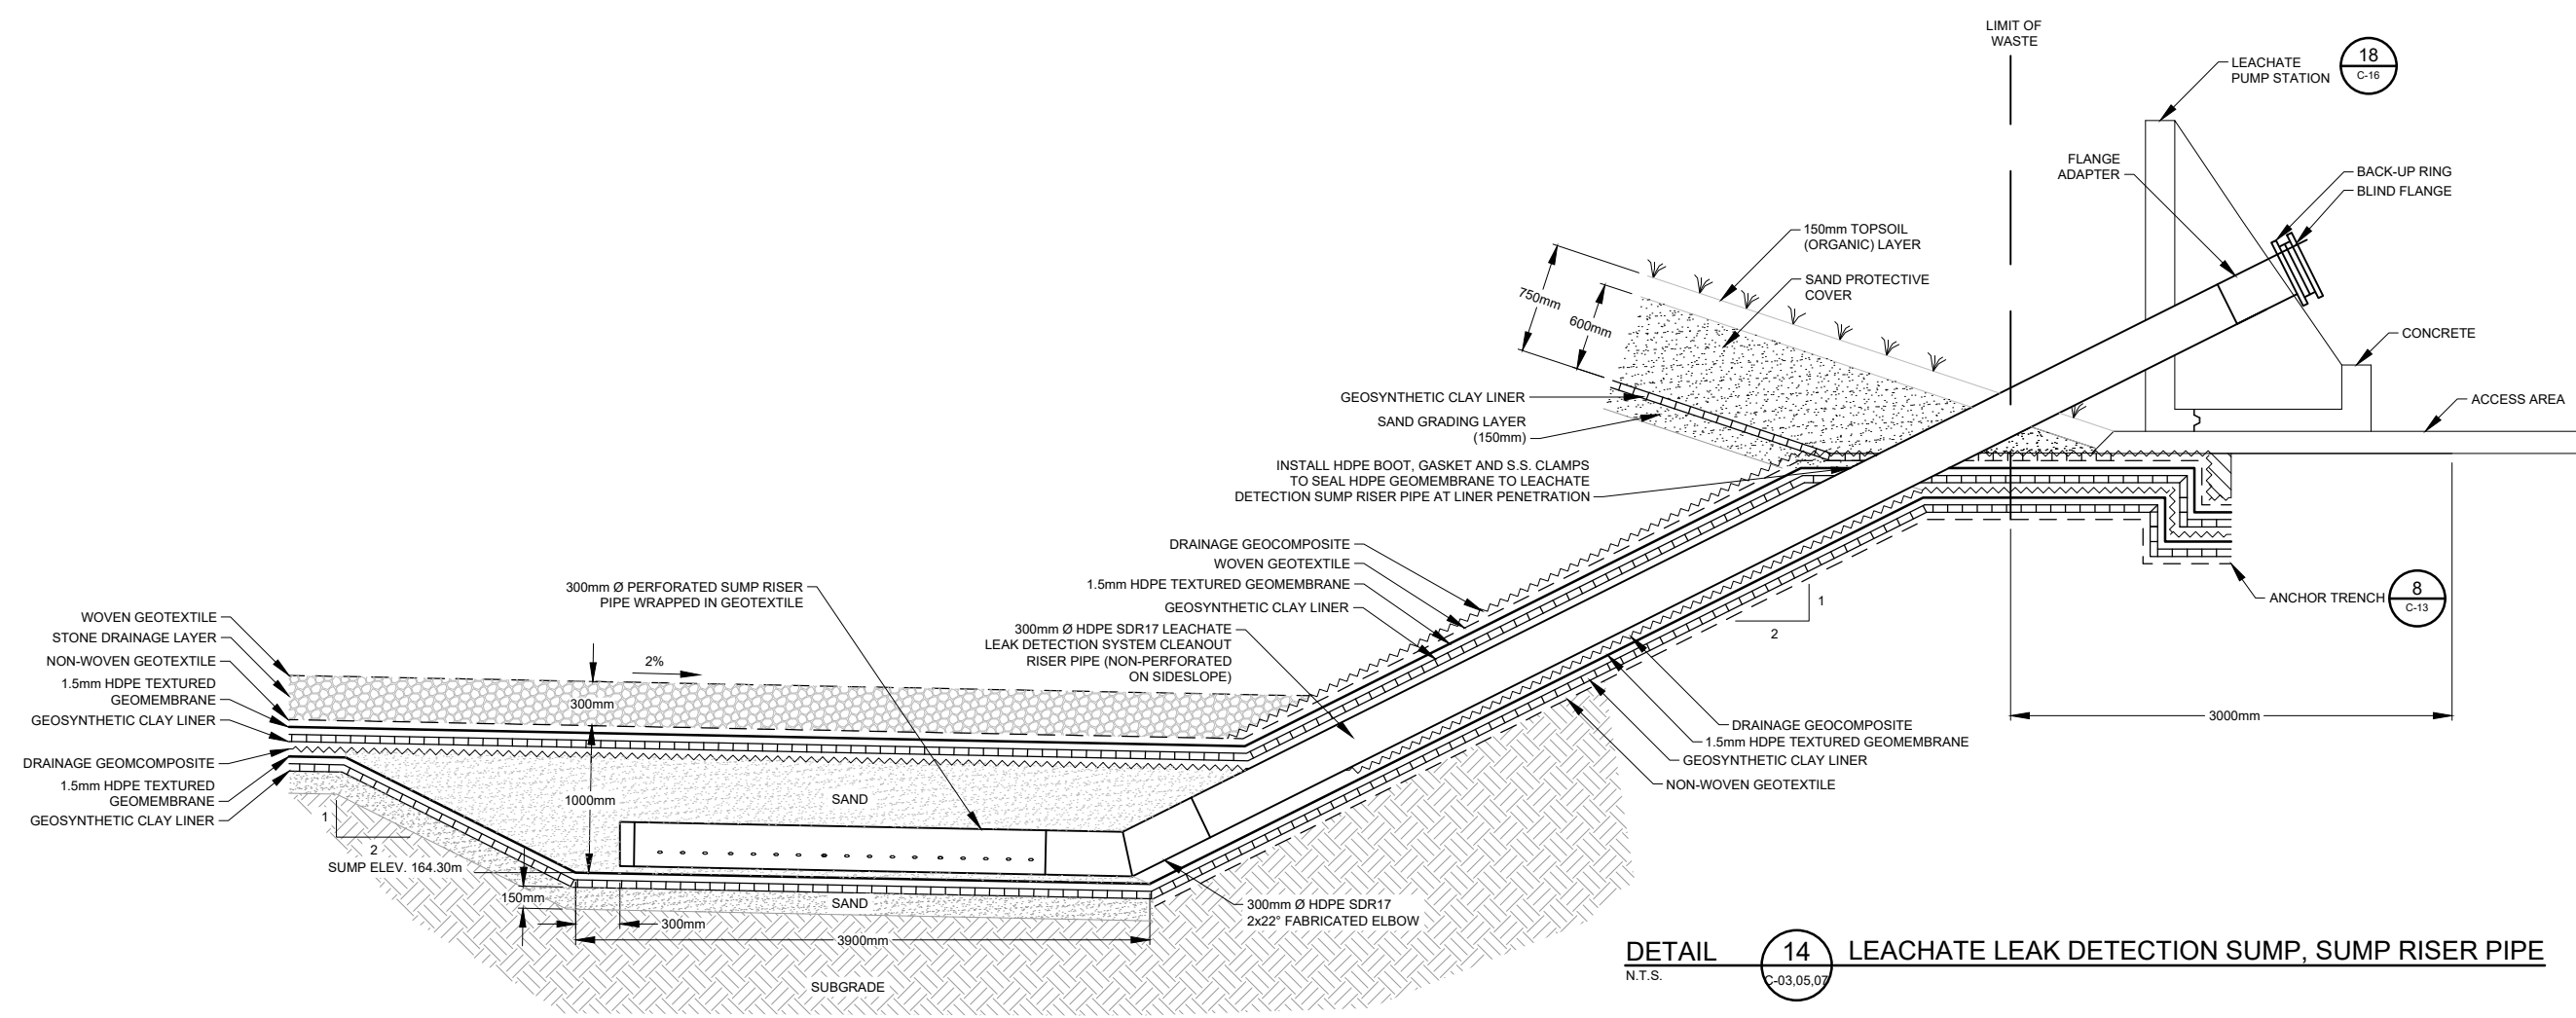 LIMIT OF
WASTE
LEACHATE
PUMP STATION
18
C-16
FLANGE
ADAPTER
BACK-UP RING
BLIND FLANGE
150mm TOPSOIL
(ORGANIC) LAYER
SAND PROTECTIVE
COVER
750mm
600mm
CONCRETE
GEOSYNTHETIC CLAY LINER
SAND GRADING LAYER
(150mm)
ACCESS AREA
INSTALL HDPE BOOT, GASKET AND S.S. CLAMPS
TO SEAL HDPE GEOMEMBRANE TO LEACHATE
DETECTION SUMP RISER PIPE AT LINER PENETRATION
DRAINAGE GEOCOMPOSITE
WOVEN GEOTEXTILE
1.5mm HDPE TEXTURED GEOMEMBRANE
GEOSYNTHETIC CLAY LINER
300mm Ø HDPE SDR17 LEACHATE
LEAK DETECTION SYSTEM CLEANOUT
RISER PIPE (NON-PERFORATED
ON SIDESLOPE)
300mm Ø PERFORATED SUMP RISER
PIPE WRAPPED IN GEOTEXTILE
ANCHOR TRENCH
8
C-13
1
2
WOVEN GEOTEXTILE
STONE DRAINAGE LAYER
NON-WOVEN GEOTEXTILE
1.5mm HDPE TEXTURED
GEOMEMBRANE
GEOSYNTHETIC CLAY LINER
DRAINAGE GEOMCOMPOSITE
1.5mm HDPE TEXTURED
GEOMEMBRANE
GEOSYNTHETIC CLAY LINER
2%
300mm
3000mm
DRAINAGE GEOCOMPOSITE
1.5mm HDPE TEXTURED GEOMEMBRANE
GEOSYNTHETIC CLAY LINER
NON-WOVEN GEOTEXTILE
1000mm
SAND
1
2
SUMP ELEV. 164.30m
150mm
SAND
300mm
3900mm
300mm Ø HDPE SDR17
2x22° FABRICATED ELBOW
SUBGRADE
DETAIL
N.T.S.
14
C-03,05,07
LEACHATE LEAK DETECTION SUMP, SUMP RISER PIPE